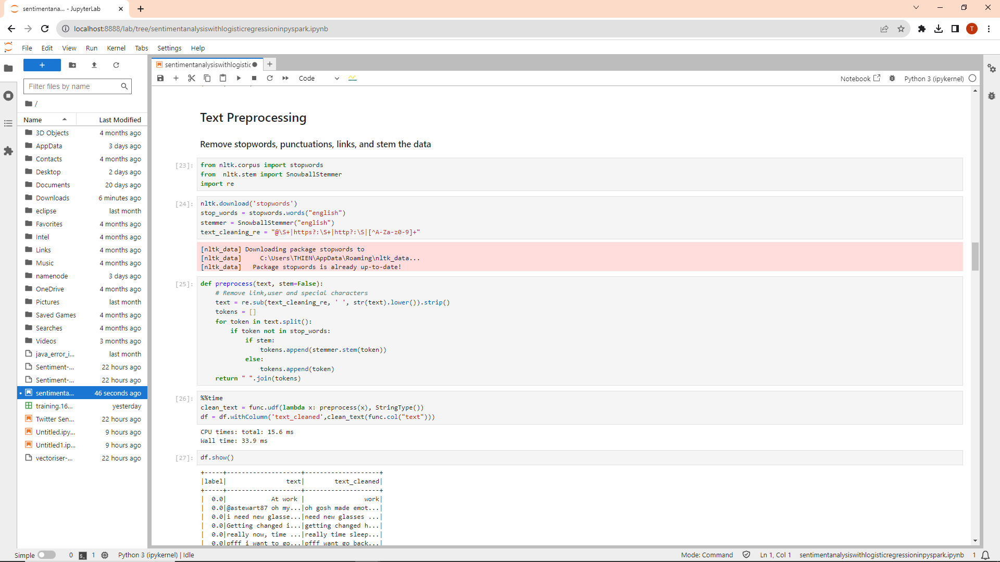 sentimentana... - JupyterLab
localhost:8888/lab/tree/sentimentanalysiswithlogisticregressioninpyspark.ipynb
T
File Edit View Run Kernel Tabs Settings Help
sentimentanalysiswithlogistic
Filter files by name
Code
Notebook
Python 3 (ipykernel)
/
Name Last Modified
3D Objects 4 months ago
AppData 3 days ago
Contacts 4 months ago
Desktop 2 days ago
Documents 20 days ago
Downloads 6 minutes ago
eclipse last month
Favorites 4 months ago
Intel 4 months ago
Links 4 months ago
Music 4 months ago
namenode 3 days ago
OneDrive 4 months ago
Pictures last month
Saved Games 4 months ago
Searches 4 months ago
Videos 3 months ago
java_error_i... last month
Sentiment-... 22 hours ago
Sentiment-... 22 hours ago
sentimenta... 46 seconds ago
training.16... yesterday
Twitter Sen... 22 hours ago
Untitled.ipy... 9 hours ago
Untitled1.ip... 9 hours ago
vectoriser-... 22 hours ago
Text Preprocessing
Remove stopwords, punctuations, links, and stem the data
[23]:
from nltk.corpus import stopwords
from  nltk.stem import SnowballStemmer
import re
[24]:
nltk.download('stopwords')
stop_words = stopwords.words("english")
stemmer = SnowballStemmer("english")
text_cleaning_re = "@\S+|https?:\S+|http?:\S|[^A-Za-z0-9]+"
[nltk_data] Downloading package stopwords to
[nltk_data]     C:\Users\THIEN\AppData\Roaming\nltk_data...
[nltk_data]   Package stopwords is already up-to-date!
[25]:
def preprocess(text, stem=False):
    # Remove link,user and special characters
    text = re.sub(text_cleaning_re, ' ', str(text).lower()).strip()
    tokens = []
    for token in text.split():
        if token not in stop_words:
            if stem:
                tokens.append(stemmer.stem(token))
            else:
                tokens.append(token)
    return " ".join(tokens)
[26]:
%%time
clean_text = func.udf(lambda x: preprocess(x), StringType())
df = df.withColumn('text_cleaned',clean_text(func.col("text")))
CPU times: total: 15.6 ms
Wall time: 33.9 ms
[27]:
df.show()
+-----+--------------------+--------------------+
|label|                text|        text_cleaned|
+-----+--------------------+--------------------+
|  0.0|            At work |                work|
|  0.0|@astewart87 oh my...|oh gosh made emot...|
|  0.0|i need new glasse...|need new glasses ...|
|  0.0|Getting changed i...|getting changed h...|
|  0.0|really now, time ...|really time sleep...|
|  0.0|pfff i want to go...|pfff want go back...|
Simple 0 1 Python 3 (ipykernel) | Idle
Mode: Command Ln 1, Col 1 sentimentanalysiswithlogisticregressioninpyspark.ipynb 1